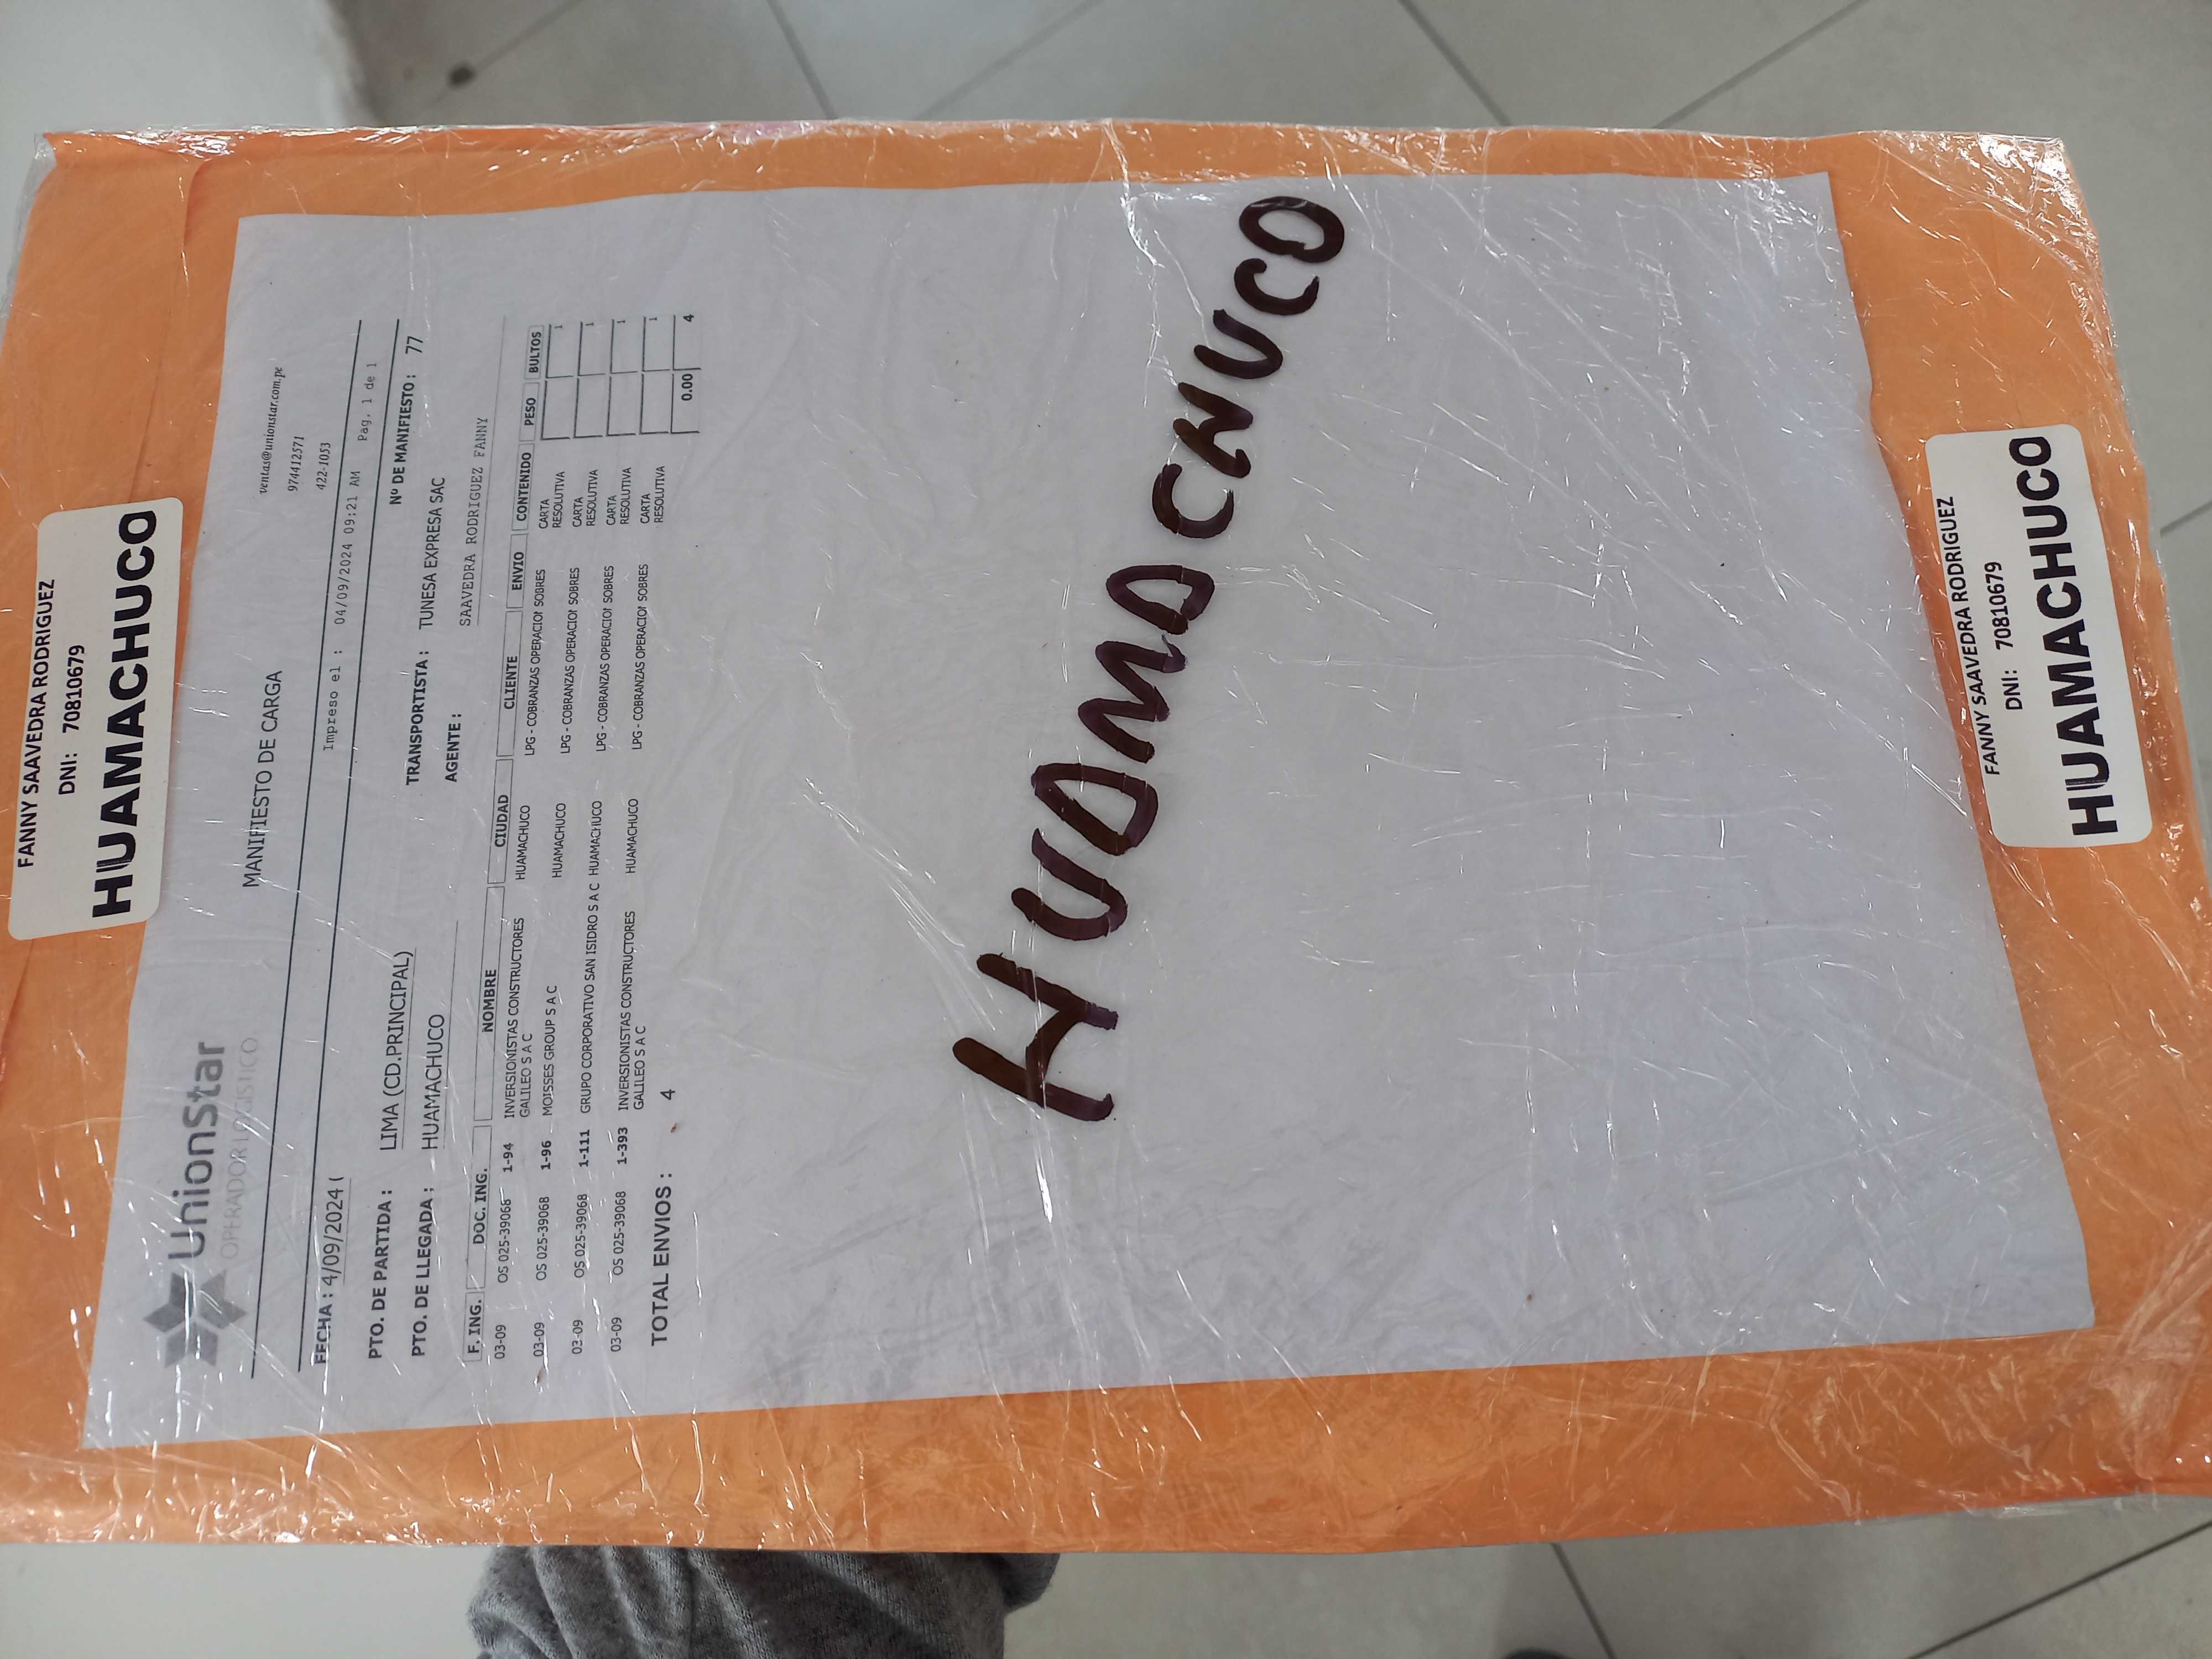 FANNY SAAVEDRA RODRIGUEZ
DNI: 70810679
HUAMACHUCO
UnionStar
OPERADOR LOGISTICO
ventas@unionstar.com.pe
974412571
422-1053
MANIFIESTO DE CARGA
Impreso el : 04/09/2024 09:21 AM Pag. 1 de 1
FECHA : 4/09/2024 (
Nº DE MANIFIESTO : 77
PTO. DE PARTIDA : LIMA (CD.PRINCIPAL) TRANSPORTISTA : TUNESA EXPRESA SAC
PTO. DE LLEGADA : HUAMACHUCO AGENTE : SAAVEDRA RODRIGUEZ FANNY
F. ING. DOC. ING. NOMBRE CIUDAD CLIENTE ENVIO CONTENIDO PESO BULTOS
03-09 OS 025-39068 1-94 INVERSIONISTAS CONSTRUCTORES GALILEO S A C HUAMACHUCO LPG - COBRANZAS OPERACIO SOBRES CARTA RESOLUTIVA 1
03-09 OS 025-39068 1-96 MOISSES GROUP S A C HUAMACHUCO LPG - COBRANZAS OPERACIO SOBRES CARTA RESOLUTIVA 1
03-09 OS 025-39068 1-111 GRUPO CORPORATIVO SAN ISIDRO S A C HUAMACHUCO LPG - COBRANZAS OPERACIO SOBRES CARTA RESOLUTIVA 1
03-09 OS 025-39068 1-393 INVERSIONISTAS CONSTRUCTORES GALILEO S A C HUAMACHUCO LPG - COBRANZAS OPERACIO SOBRES CARTA RESOLUTIVA 1
TOTAL ENVIOS : 4 0.00 4
HUAMACHUCO
FANNY SAAVEDRA RODRIGUEZ
DNI: 70810679
HUAMACHUCO